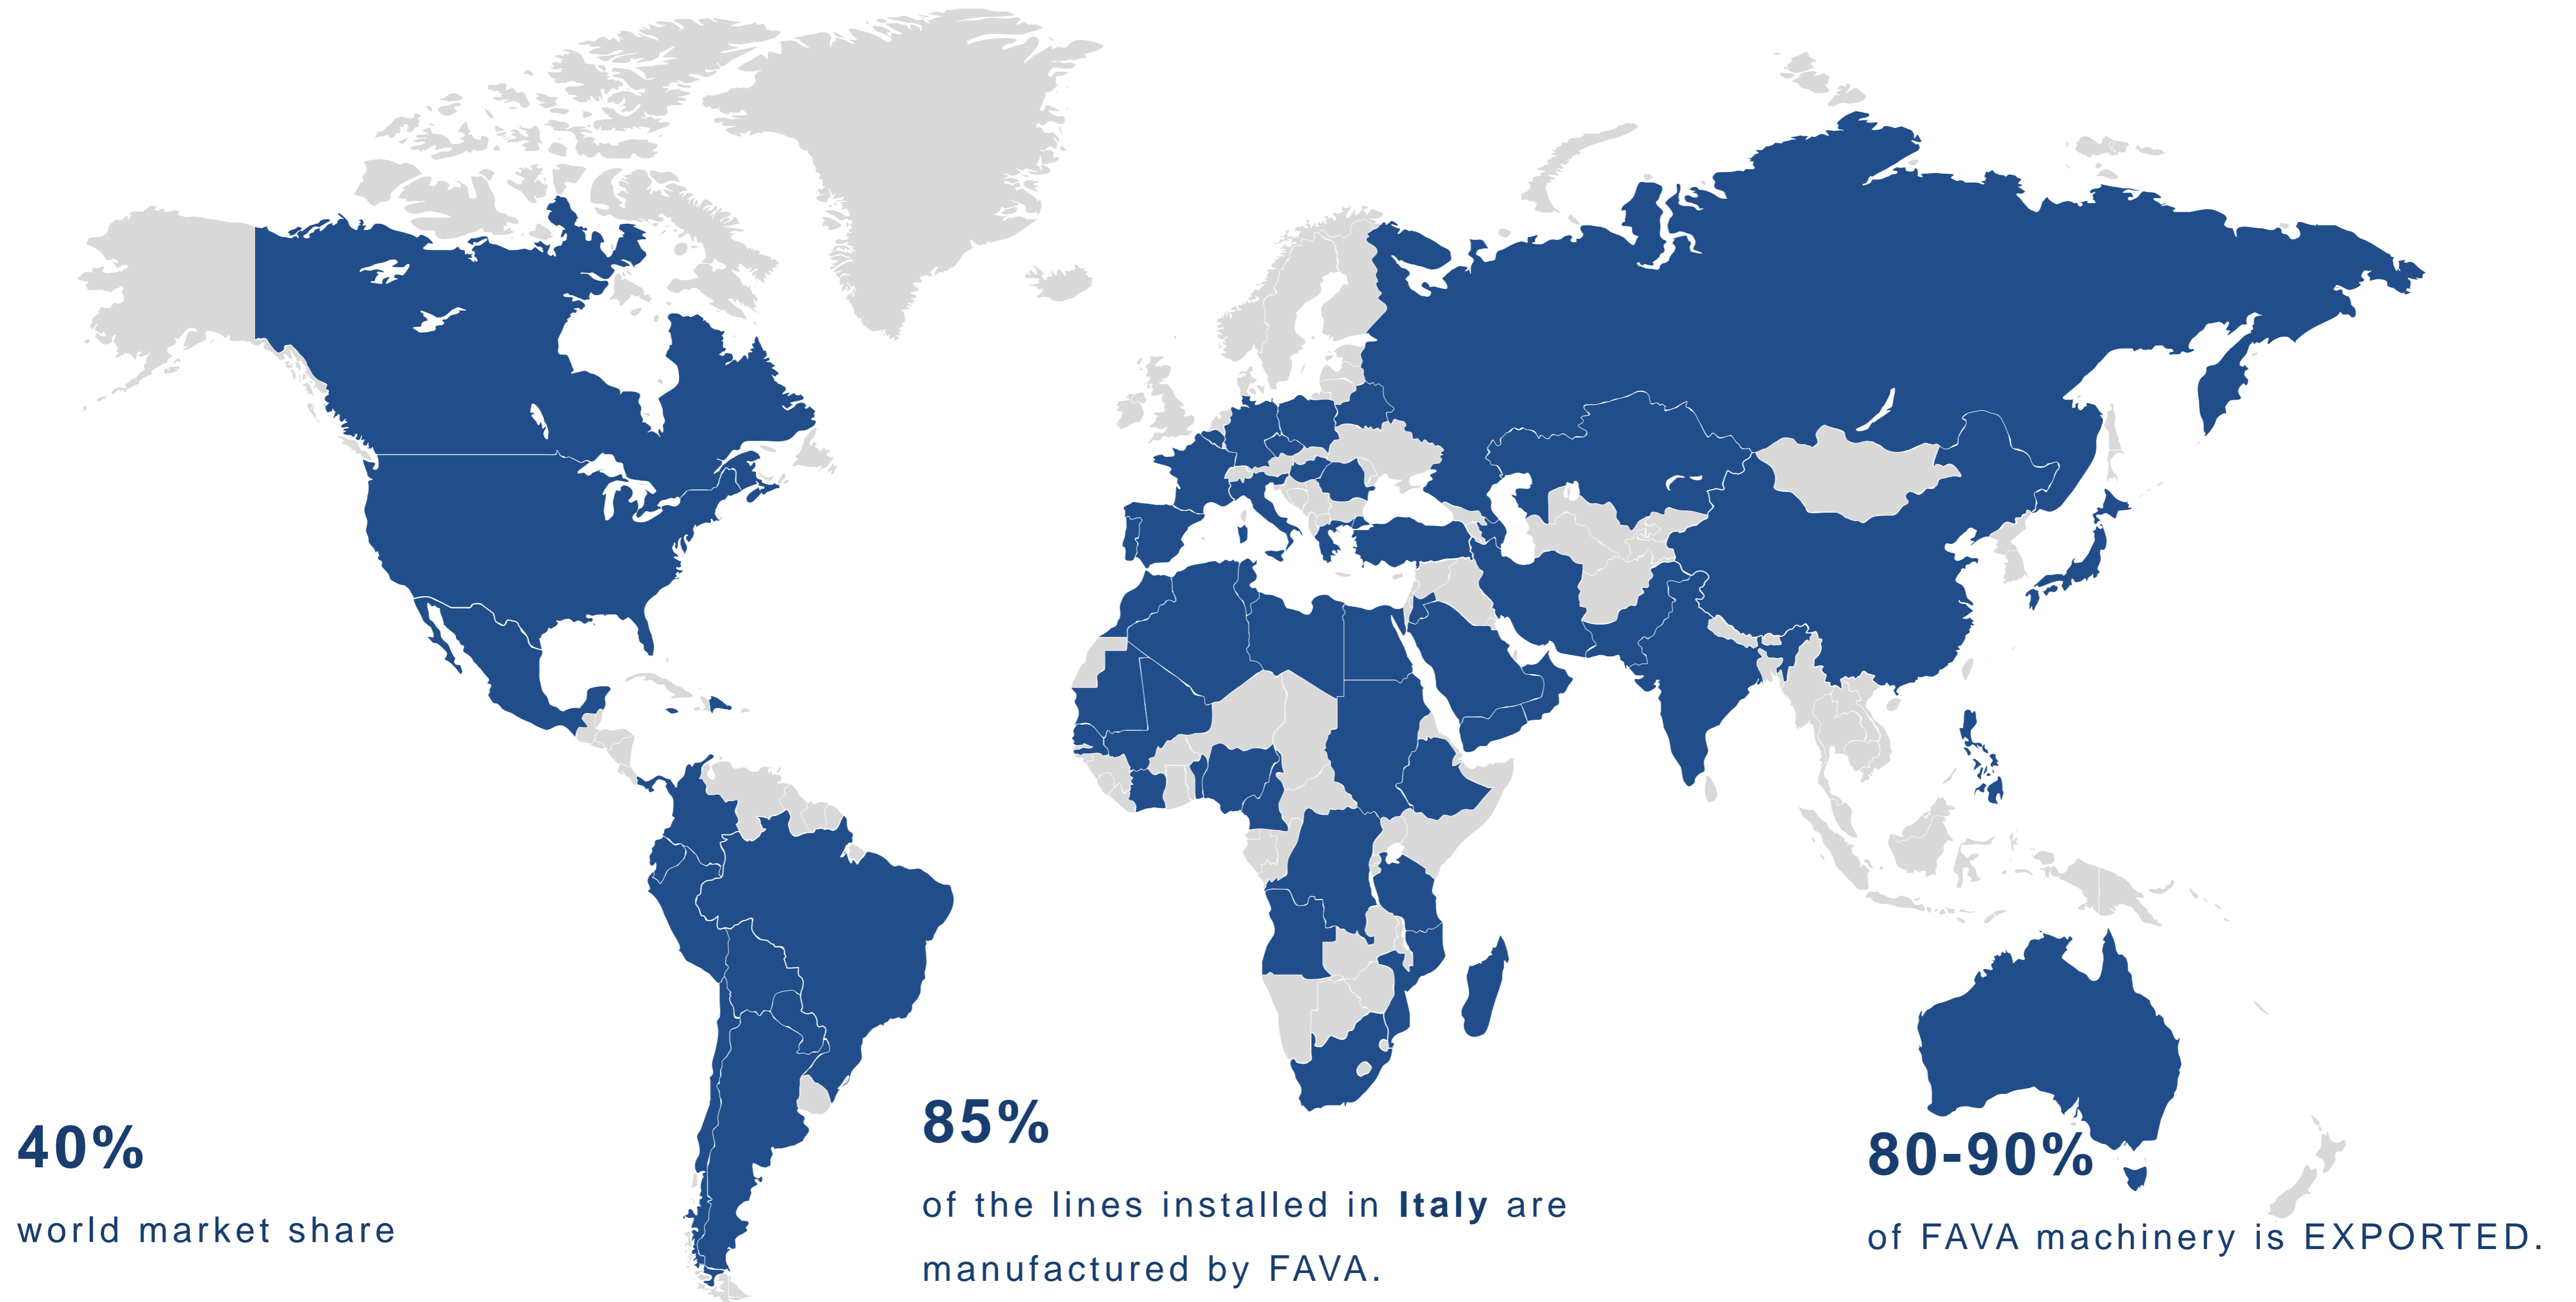 40%
world market share
85%
of the lines installed in Italy are
manufactured by FAVA.
80-90%
of FAVA machinery is EXPORTED.